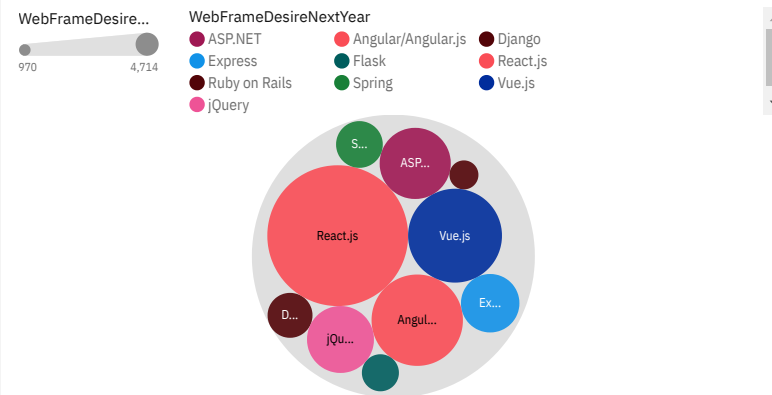 WebFrameDesire...
970
4,714
WebFrameDesireNextYear
ASP.NET
Angular/Angular.js
Django
Express
Flask
React.js
Ruby on Rails
Spring
Vue.js
jQuery
S...
ASP...
React.js
Vue.js
Ex...
D...
Angul...
jQu...